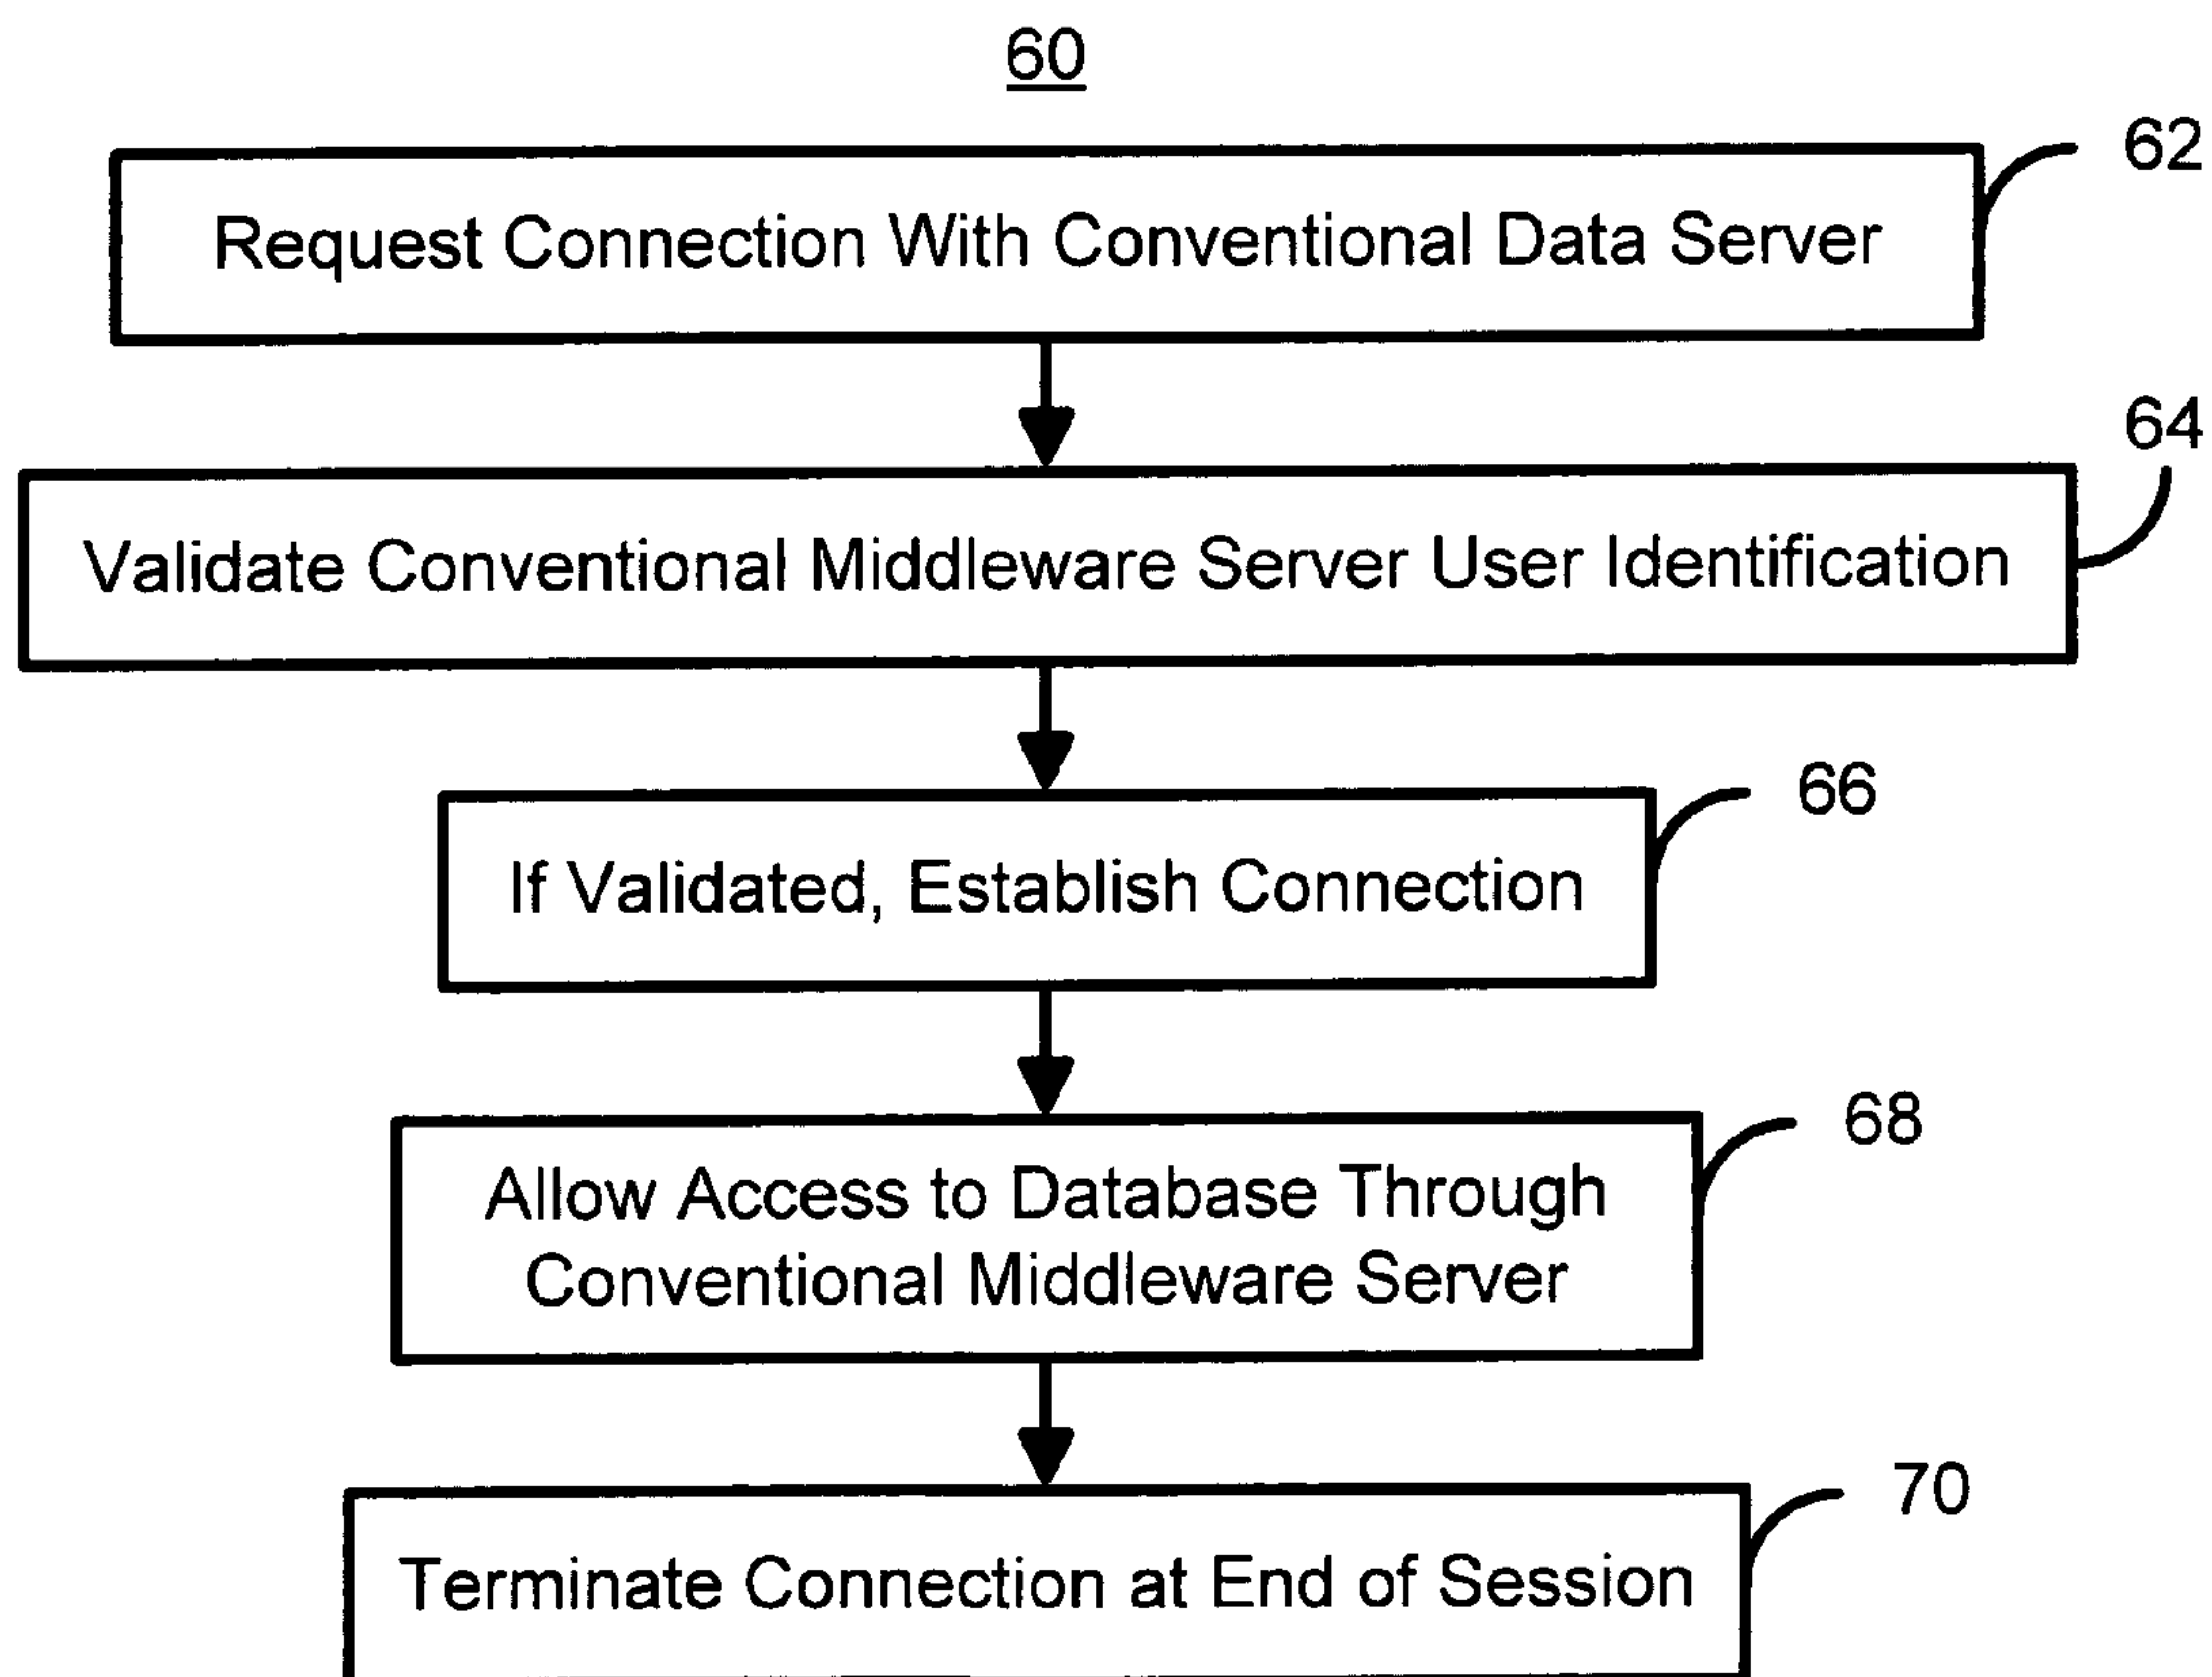 60
62
Request Connection With Conventional Data Server
64
Validate Conventional Middleware Server User Identification
66
If Validated, Establish Connection
68
Allow Access to Database Through
Conventional Middleware Server
70
Terminate Connection at End of Session